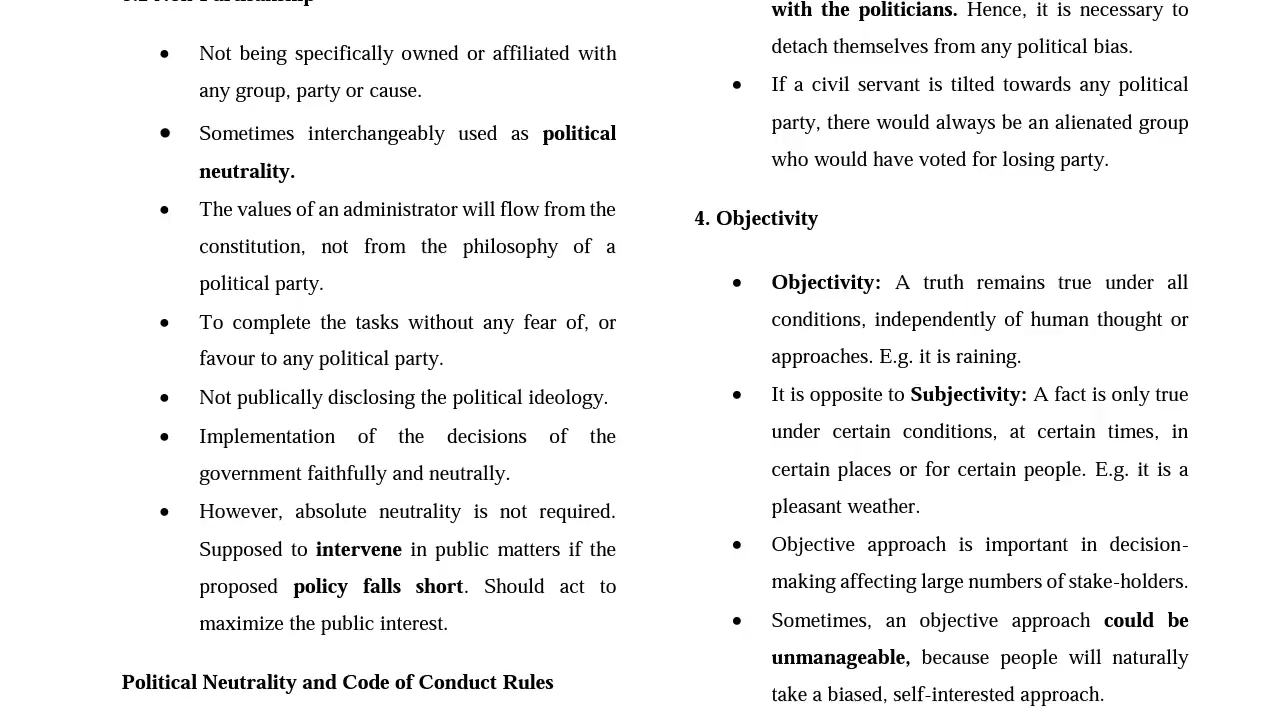 • Not being specifically owned or affiliated with
any group, party or cause.
• Sometimes interchangeably used as political
neutrality.
• The values of an administrator will flow from the
constitution, not from the philosophy of a
political party.
• To complete the tasks without any fear of, or
favour to any political party.
• Not publically disclosing the political ideology.
• Implementation of the decisions of the
government faithfully and neutrally.
• However, absolute neutrality is not required.
Supposed to intervene in public matters if the
proposed policy falls short. Should act to
maximize the public interest.
Political Neutrality and Code of Conduct Rules
with the politicians. Hence, it is necessary to
detach themselves from any political bias.
• If a civil servant is tilted towards any political
party, there would always be an alienated group
who would have voted for losing party.
4. Objectivity
• Objectivity: A truth remains true under all
conditions, independently of human thought or
approaches. E.g. it is raining.
• It is opposite to Subjectivity: A fact is only true
under certain conditions, at certain times, in
certain places or for certain people. E.g. it is a
pleasant weather.
• Objective approach is important in decision-
making affecting large numbers of stake-holders.
• Sometimes, an objective approach could be
unmanageable, because people will naturally
take a biased, self-interested approach.